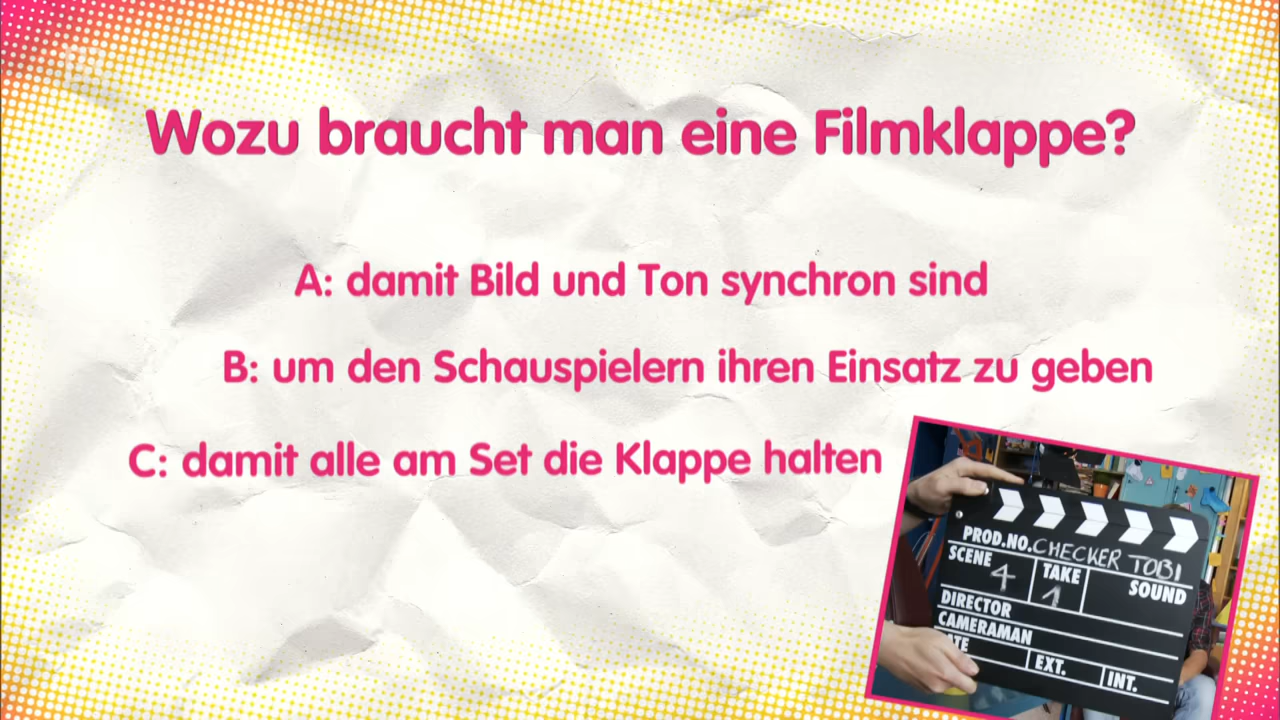 Wozu braucht man eine Filmklappe?
A: damit Bild und Ton synchron sind
B: um den Schauspielern ihren Einsatz zu geben
C: damit alle am Set die Klappe halten
PROD.NO. CHECKER TOBI
SCENE 4 TAKE 1 SOUND
DIRECTOR
CAMERAMAN
EXT. INT.